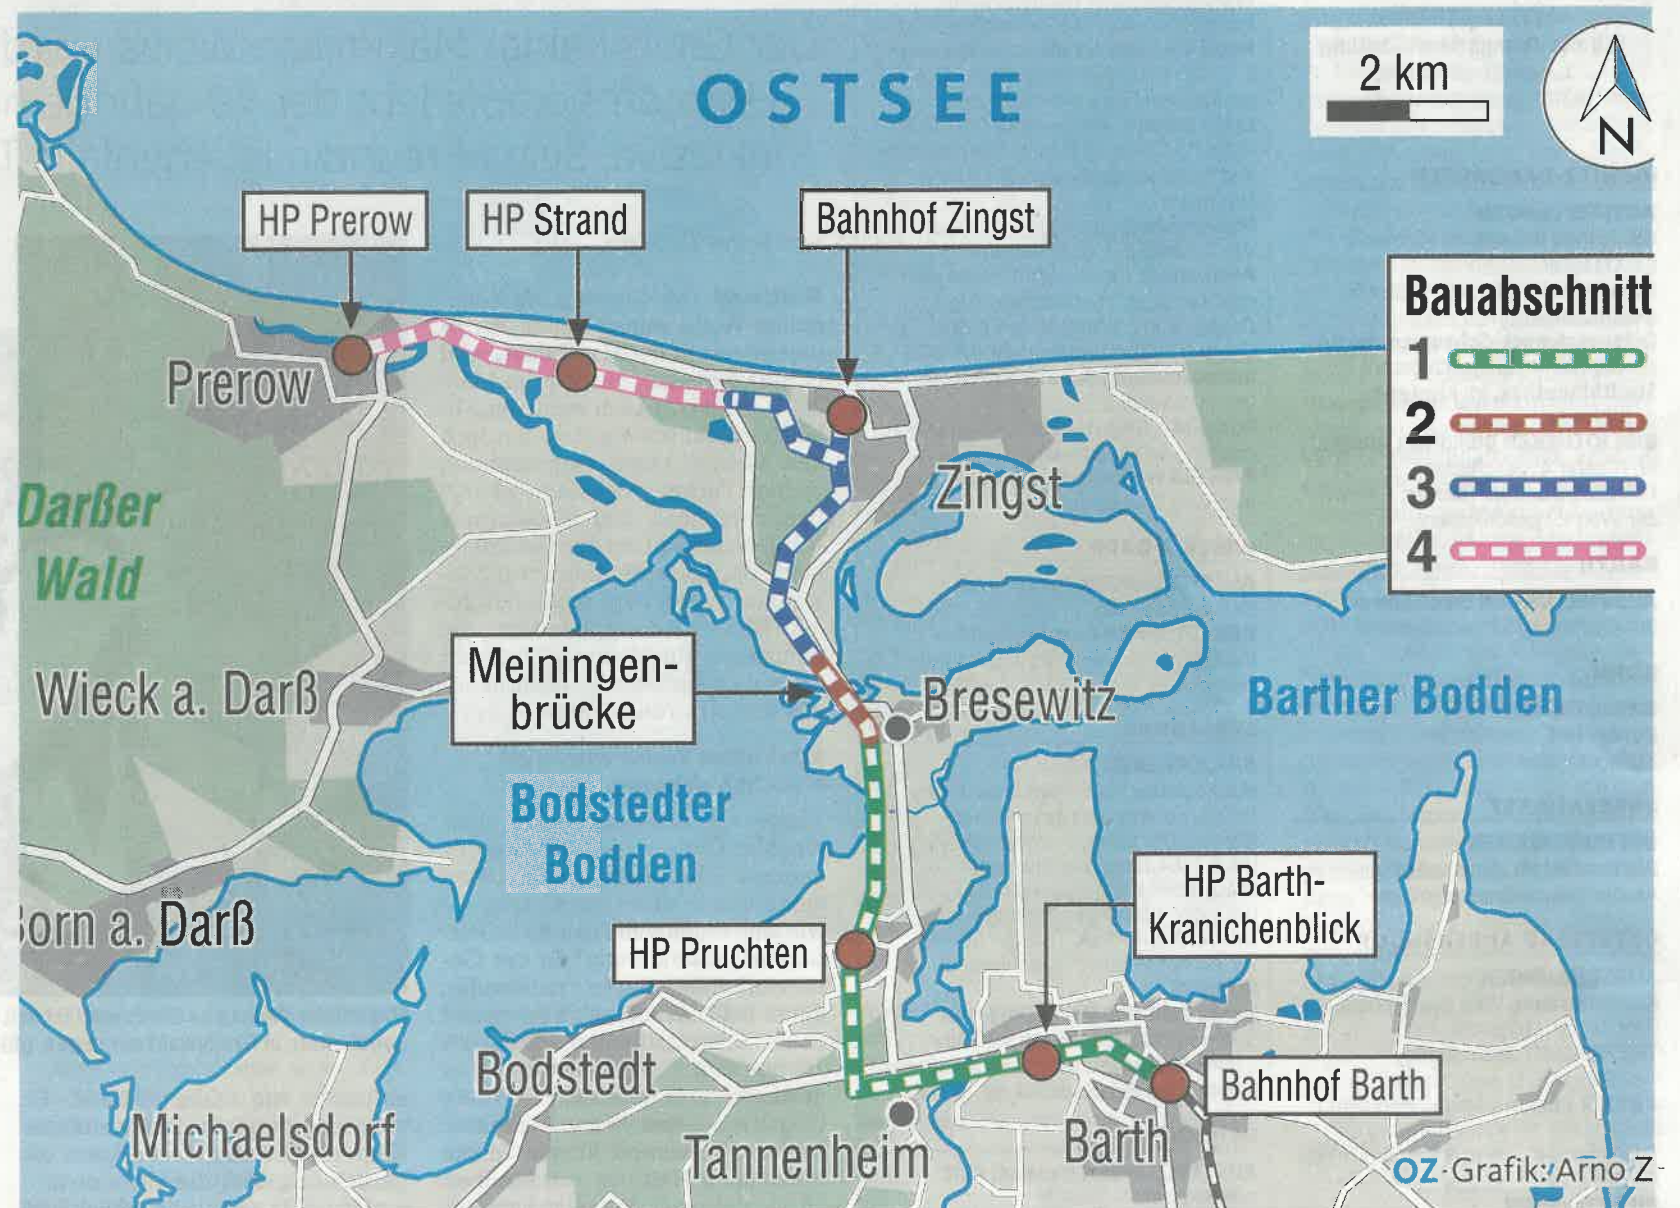 OSTSEE
2 km
N
HP Prerow
HP Strand
Bahnhof Zingst
Bauabschnitt
1
2
3
4
Prerow
Zingst
Darßer
Wald
Meiningen-
brücke
Wieck a. Darß
Bresewitz
Barther Bodden
Bodstedter
Bodden
HP Barth-
Kranichenblick
orn a. Darß
HP Pruchten
Bodstedt
Bahnhof Barth
Michaelsdorf
Tannenheim
Barth
OZ-Grafik: Arno Z-